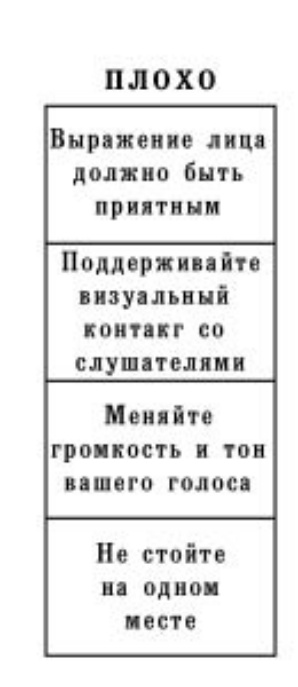 ПЛОХО
Выражение лица
должно быть
приятным
Поддерживайте
визуальный
контакг со
слушателями
Меняйте
громкость и тон
вашего голоса
Не стойте
на одном
месте